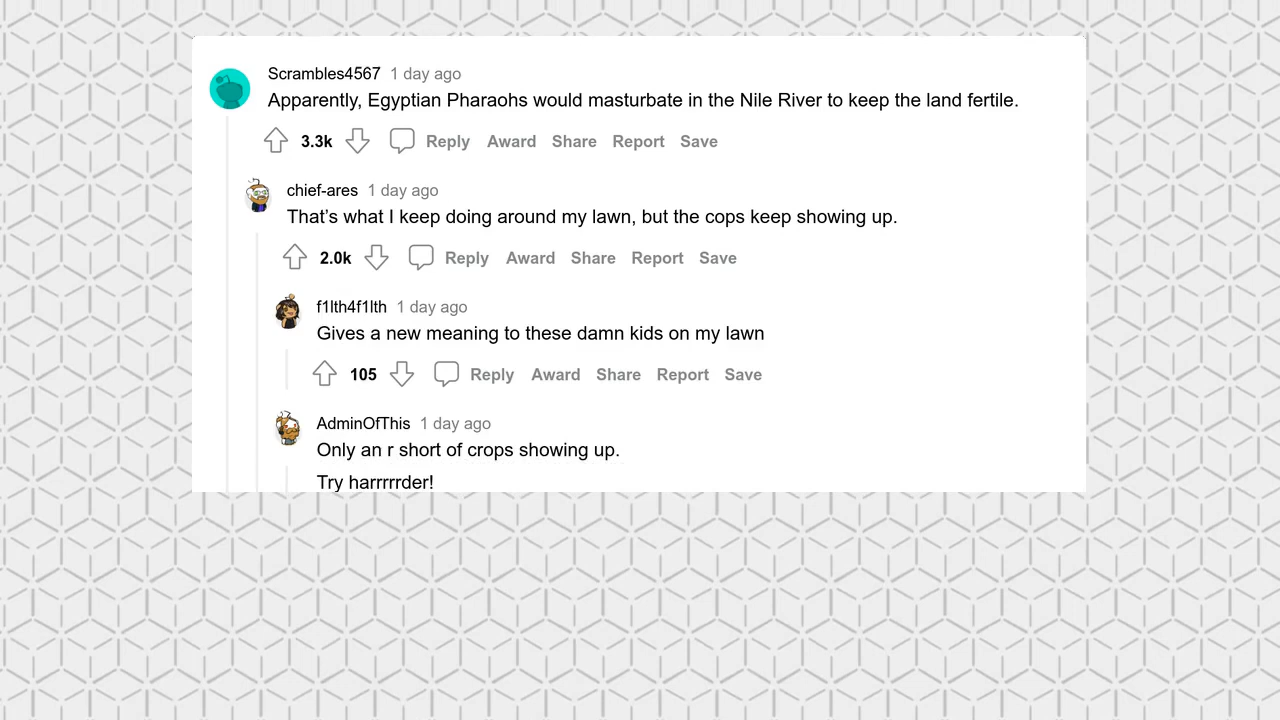 Scrambles4567 1 day ago
Apparently, Egyptian Pharaohs would masturbate in the Nile River to keep the land fertile.
3.3k Reply Award Share Report Save
chief-ares 1 day ago
That’s what I keep doing around my lawn, but the cops keep showing up.
2.0k Reply Award Share Report Save
f1lth4f1lth 1 day ago
Gives a new meaning to these damn kids on my lawn
105 Reply Award Share Report Save
AdminOfThis 1 day ago
Only an r short of crops showing up.
Try harrrrrder!